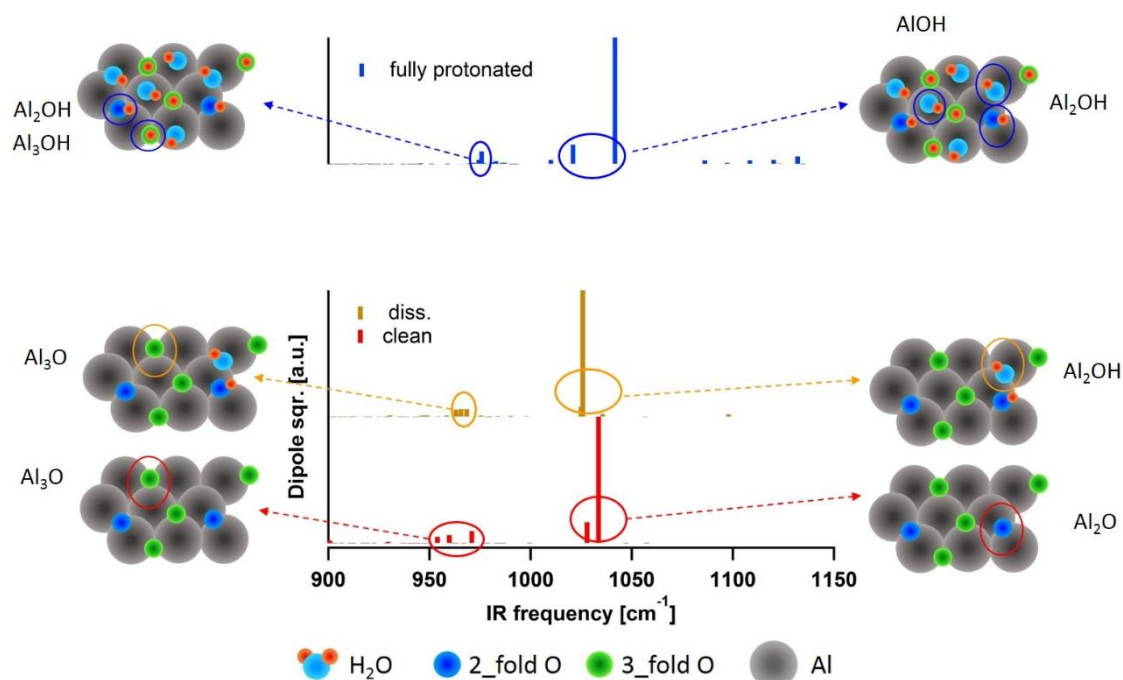 AlOH
fully protonated
Al₂OH
Al₃OH
Al₂OH
diss.
clean
Al₃O
Al₂OH
Al₃O
Al₂O
Dipole sqr. [a.u.]
900
950
1000
1050
1100
1150
IR frequency [cm⁻¹]
H₂O
2_fold O
3_fold O
Al